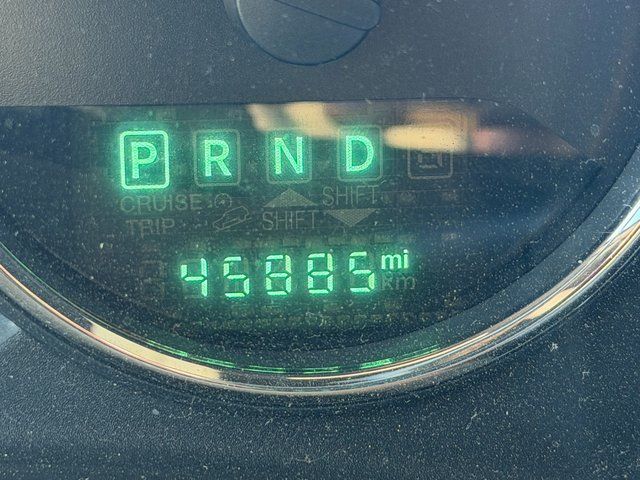 P R N D
CRUISE SHIFT
TRIP SHIFT
45885 mi
km